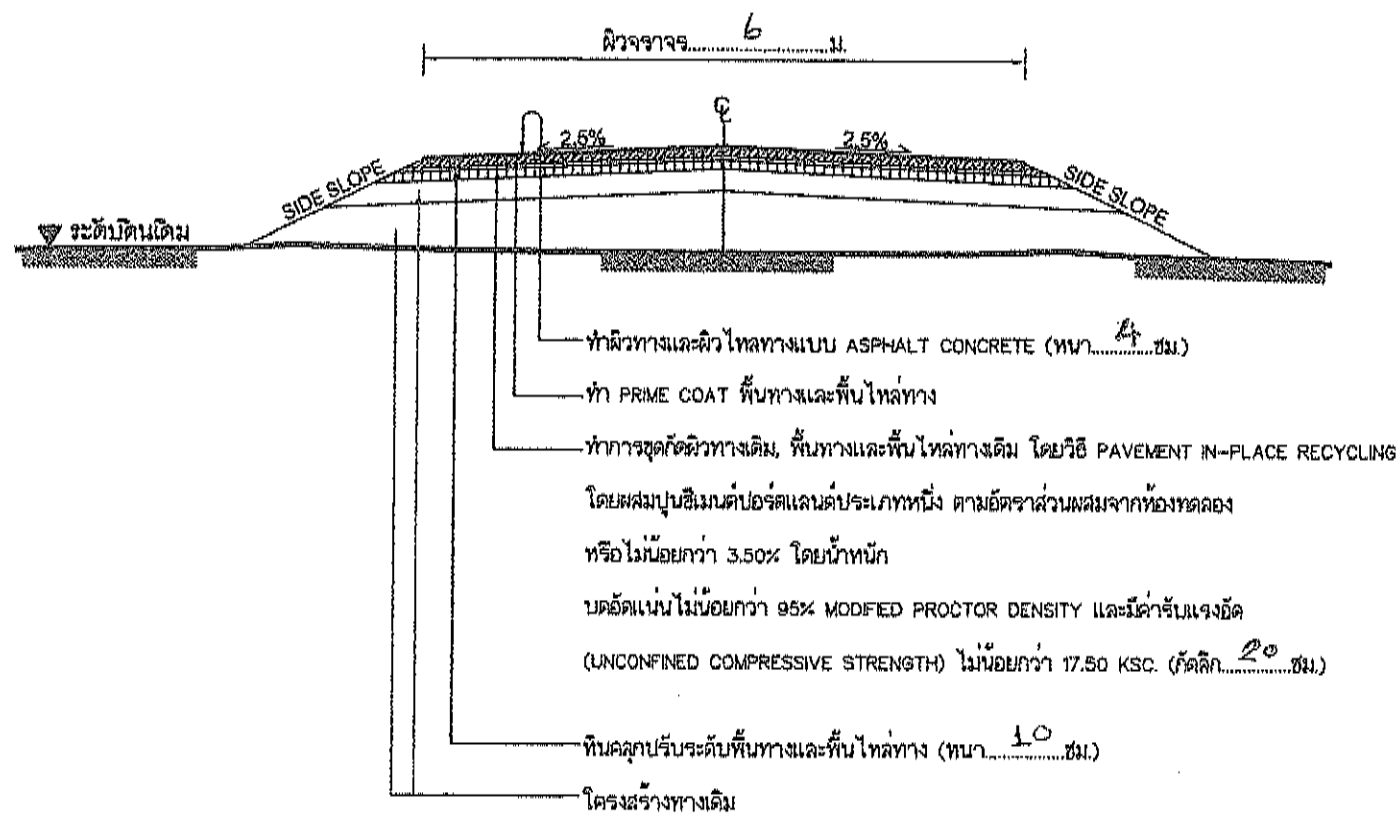 ผิวจราจร 6 ม.
℄
2.5% 2.5%
SIDE SLOPE SIDE SLOPE
ระดับดินเดิม
ทำผิวทางและผิวไหล่ทางแบบ ASPHALT CONCRETE (หนา 4 ซม.)
ทำ PRIME COAT พื้นทางและพื้นไหล่ทาง
ทำการขุดกัดผิวทางเดิม, พื้นทางและพื้นไหล่ทางเดิม โดยวิธี PAVEMENT IN-PLACE RECYCLING
โดยผสมปูนซีเมนต์ปอร์ตแลนด์ประเภทหนึ่ง ตามอัตราส่วนผสมจากห้องทดลอง
หรือไม่น้อยกว่า 3.50% โดยน้ำหนัก
บดอัดแน่นไม่น้อยกว่า 95% MODIFIED PROCTOR DENSITY และมีค่ารับแรงอัด
(UNCONFINED COMPRESSIVE STRENGTH) ไม่น้อยกว่า 17.50 KSC. (กัดลึก 20 ซม.)
หินคลุกปรับระดับพื้นทางและพื้นไหล่ทาง (หนา 10 ซม.)
โครงสร้างทางเดิม